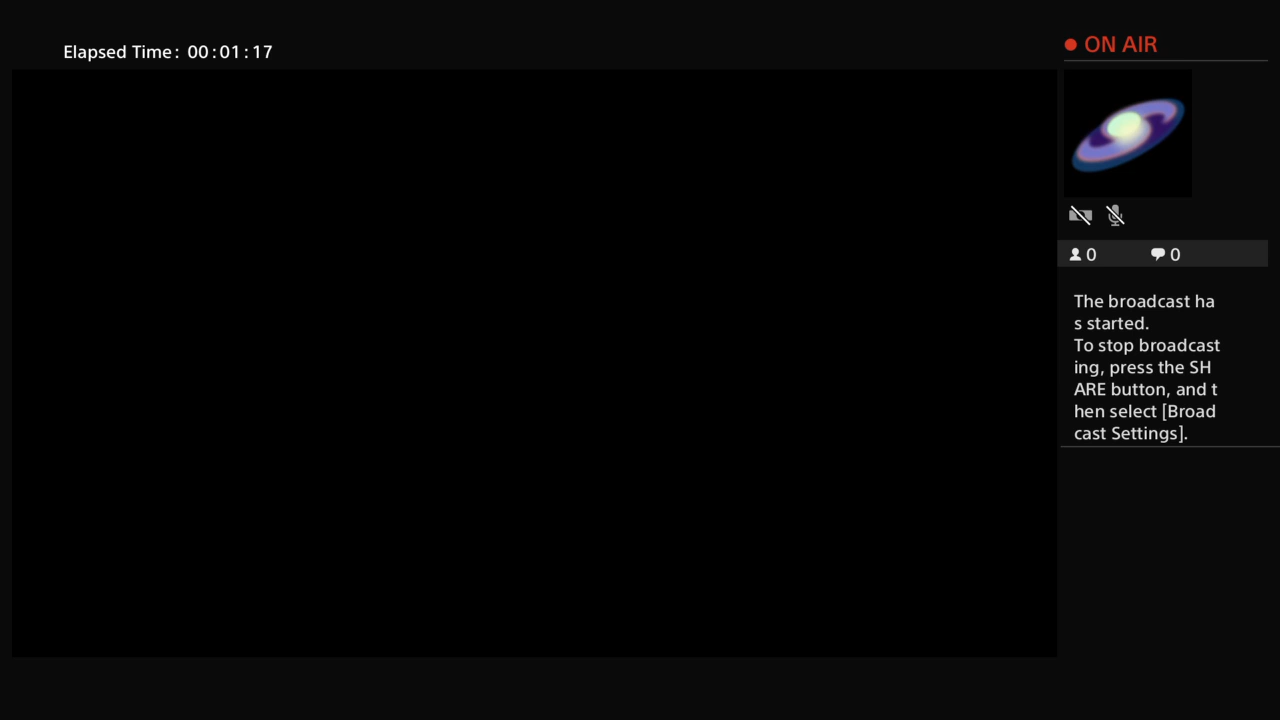 Elapsed Time: 00:01:17
ON AIR
0 0
The broadcast ha
s started.
To stop broadcast
ing, press the SH
ARE button, and t
hen select [Broad
cast Settings].